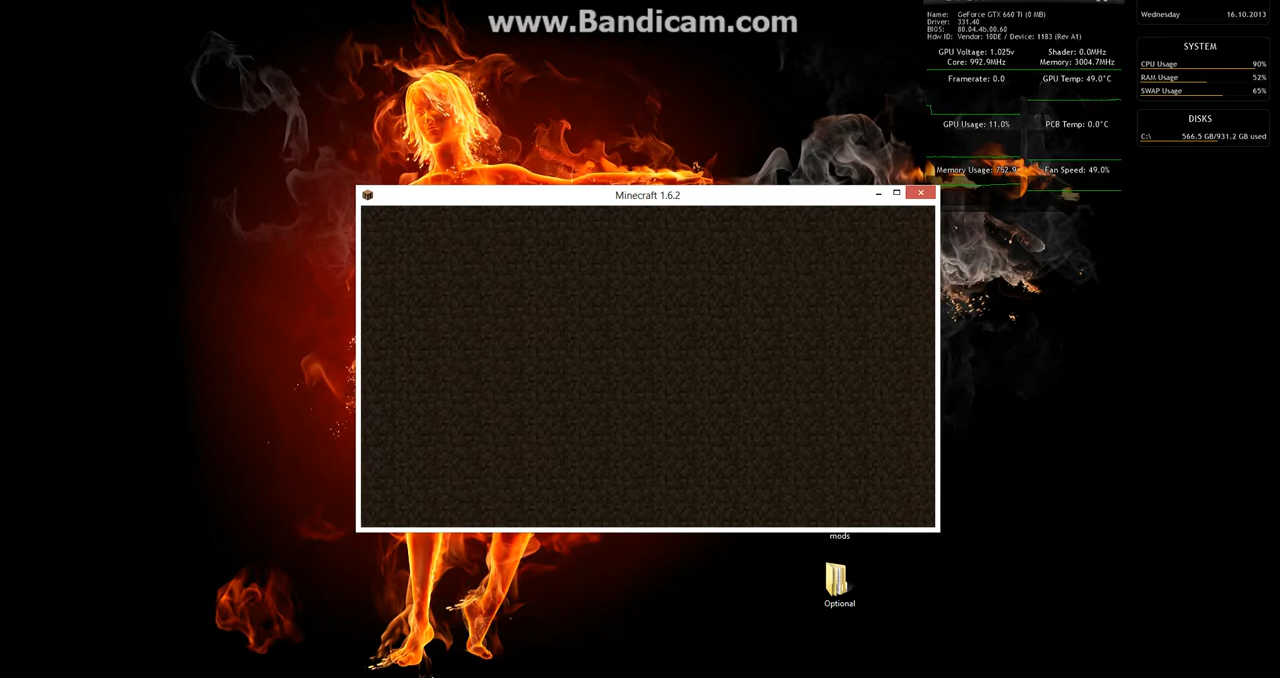 www.Bandicam.com
Name: GeForce GTX 660 Ti (0 MB)
Driver: 331.40
BIOS: 80.04.4b.00.60
Hdw ID: Vendor: 10DE / Device: 1183 (Rev A1)
GPU Voltage: 1.025v Shader: 0.0MHz
Core: 992.9MHz Memory: 3004.7MHz
Framerate: 0.0 GPU Temp: 49.0°C
GPU Usage: 11.0% PCB Temp: 0.0°C
Memory Usage: 752.9 Fan Speed: 49.0%
Wednesday 16.10.2013
SYSTEM
CPU Usage 90%
RAM Usage 52%
SWAP Usage 65%
DISKS
C:\ 566.5 GB/931.2 GB used
Minecraft 1.6.2
mods
Optional